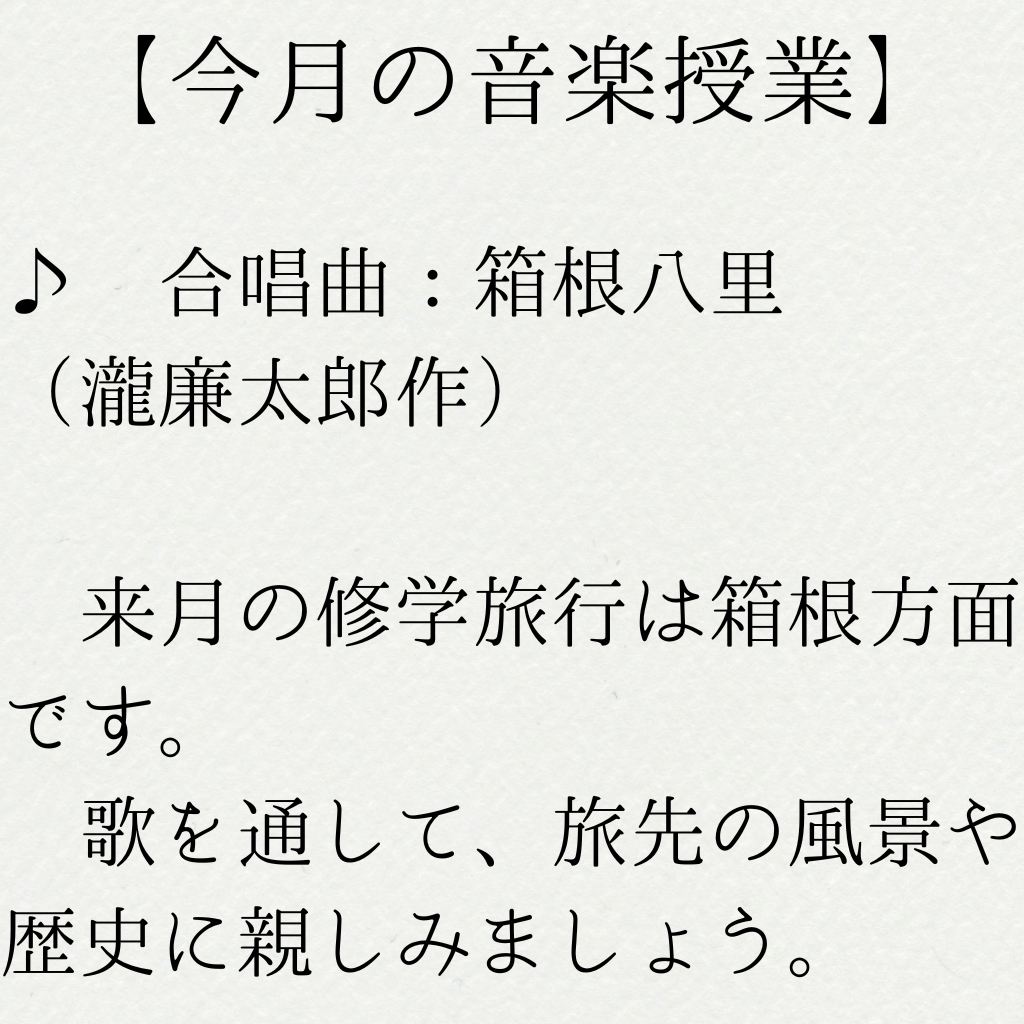 【今月の音楽授業】
♪　合唱曲：箱根八里
（瀧廉太郎作）
　来月の修学旅行は箱根方面
です。
　歌を通して、旅先の風景や
歴史に親しみましょう。